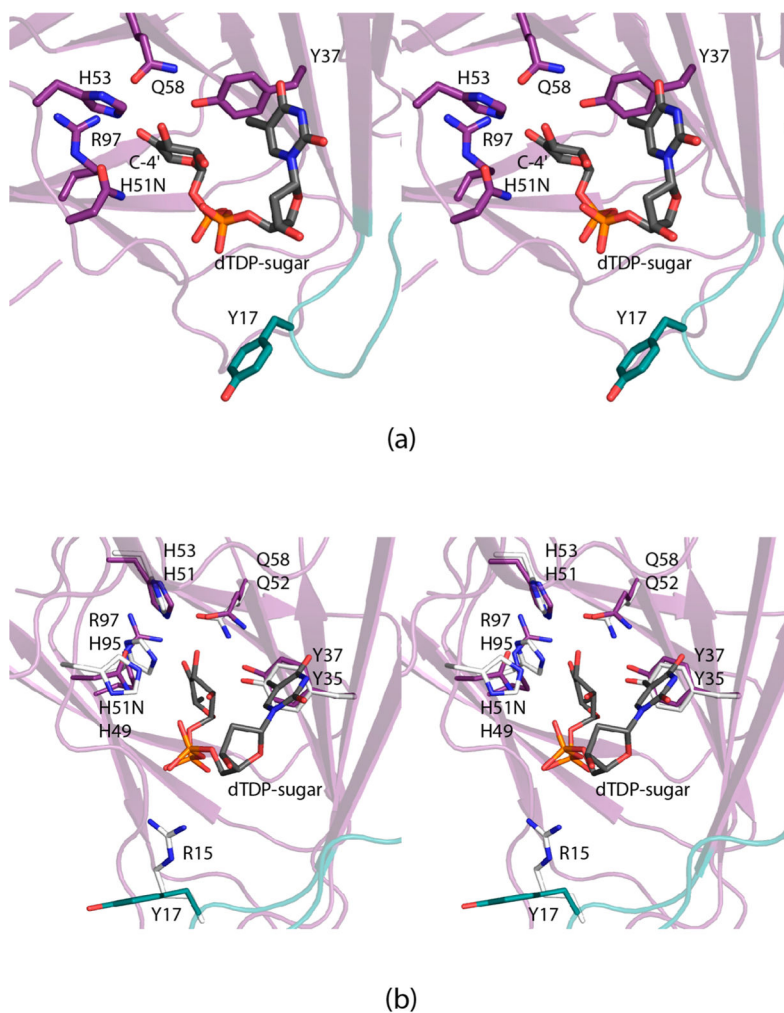 H53
Q58
Y37
R97
C-4'
H51N
dTDP-sugar
Y17
H53
Q58
Y37
R97
C-4'
H51N
dTDP-sugar
Y17
(a)
H53
H51
Q58
Q52
R97
H95
Y37
Y35
H51N
H49
dTDP-sugar
R15
Y17
H53
H51
Q58
Q52
R97
H95
Y37
Y35
H51N
H49
dTDP-sugar
R15
Y17
(b)